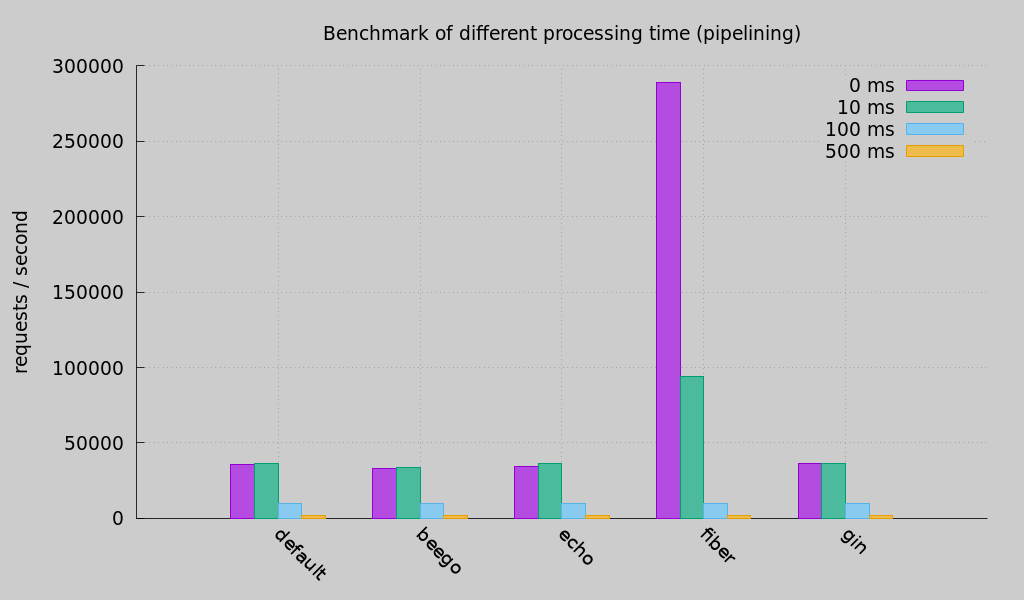 Benchmark of different processing time (pipelining)
300000
250000
200000
150000
100000
50000
0
requests / second
0 ms
10 ms
100 ms
500 ms
default
beego
echo
fiber
gin